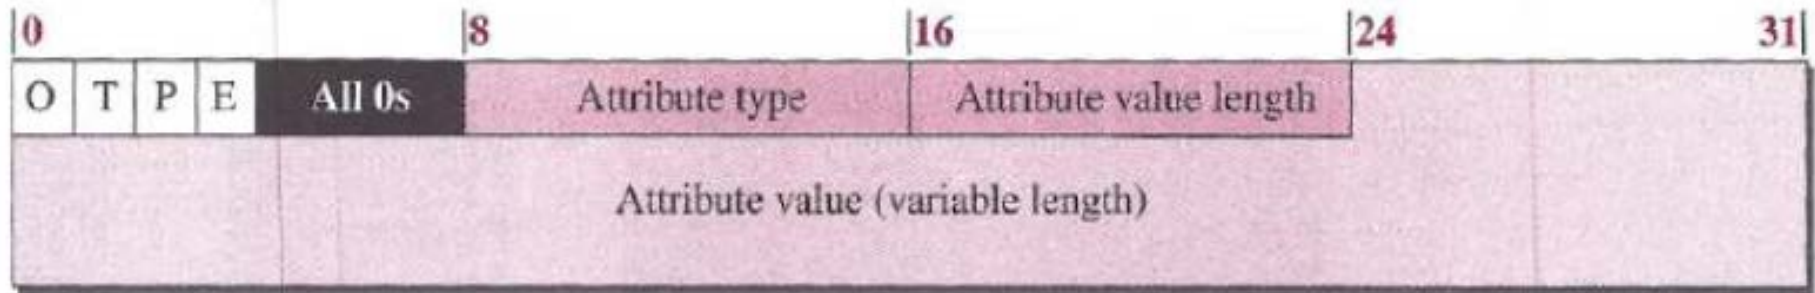 0 8 16 24 31
O T P E All 0s Attribute type Attribute value length
Attribute value (variable length)